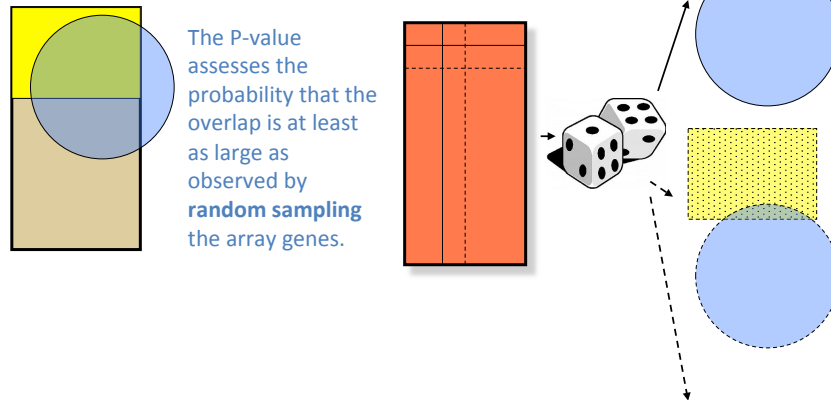 The P-value
assesses the
probability that the
overlap is at least
as large as
observed by
random sampling
the array genes.